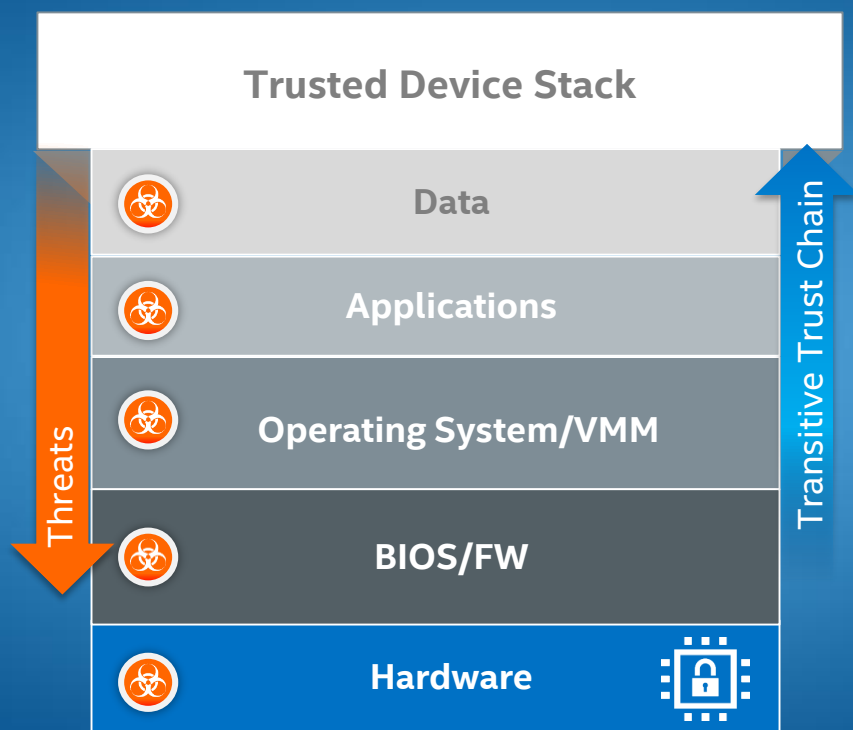 Trusted Device Stack
Data
Applications
Operating System/VMM
BIOS/FW
Hardware
Threats
Transitive Trust Chain